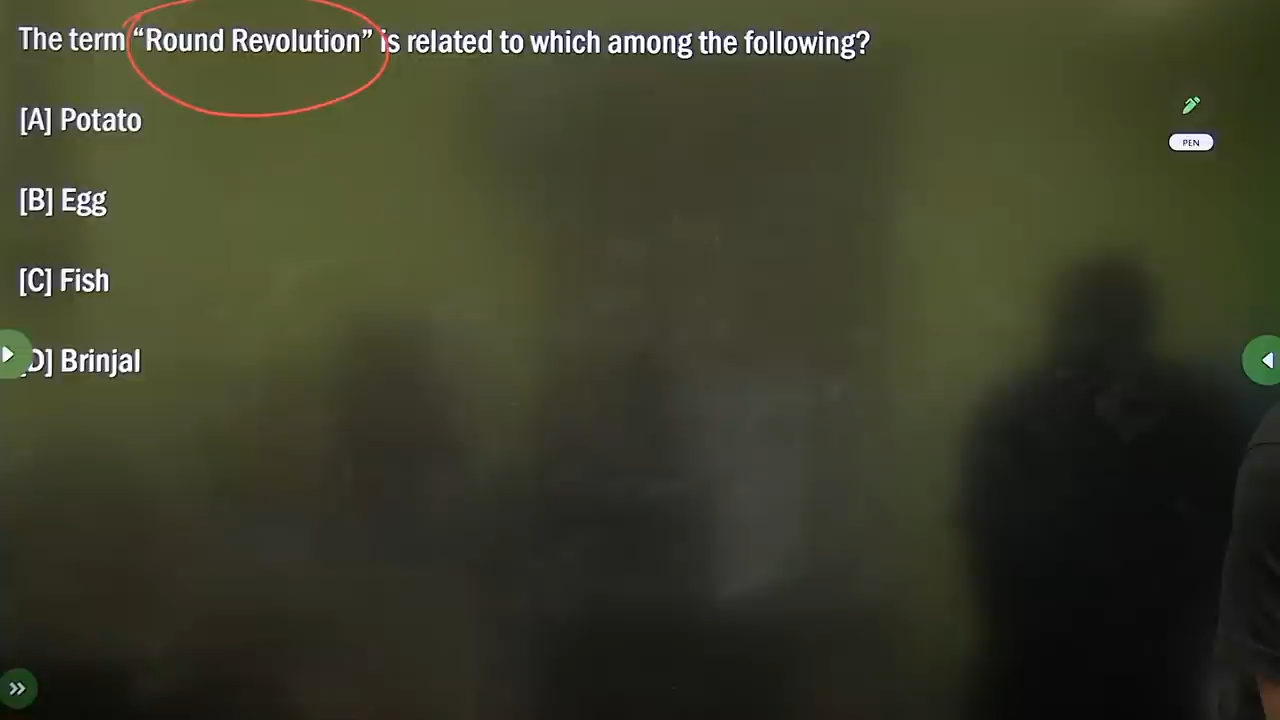 The term “Round Revolution” is related to which among the following?
[A] Potato
PEN
[B] Egg
[C] Fish
[D] Brinjal